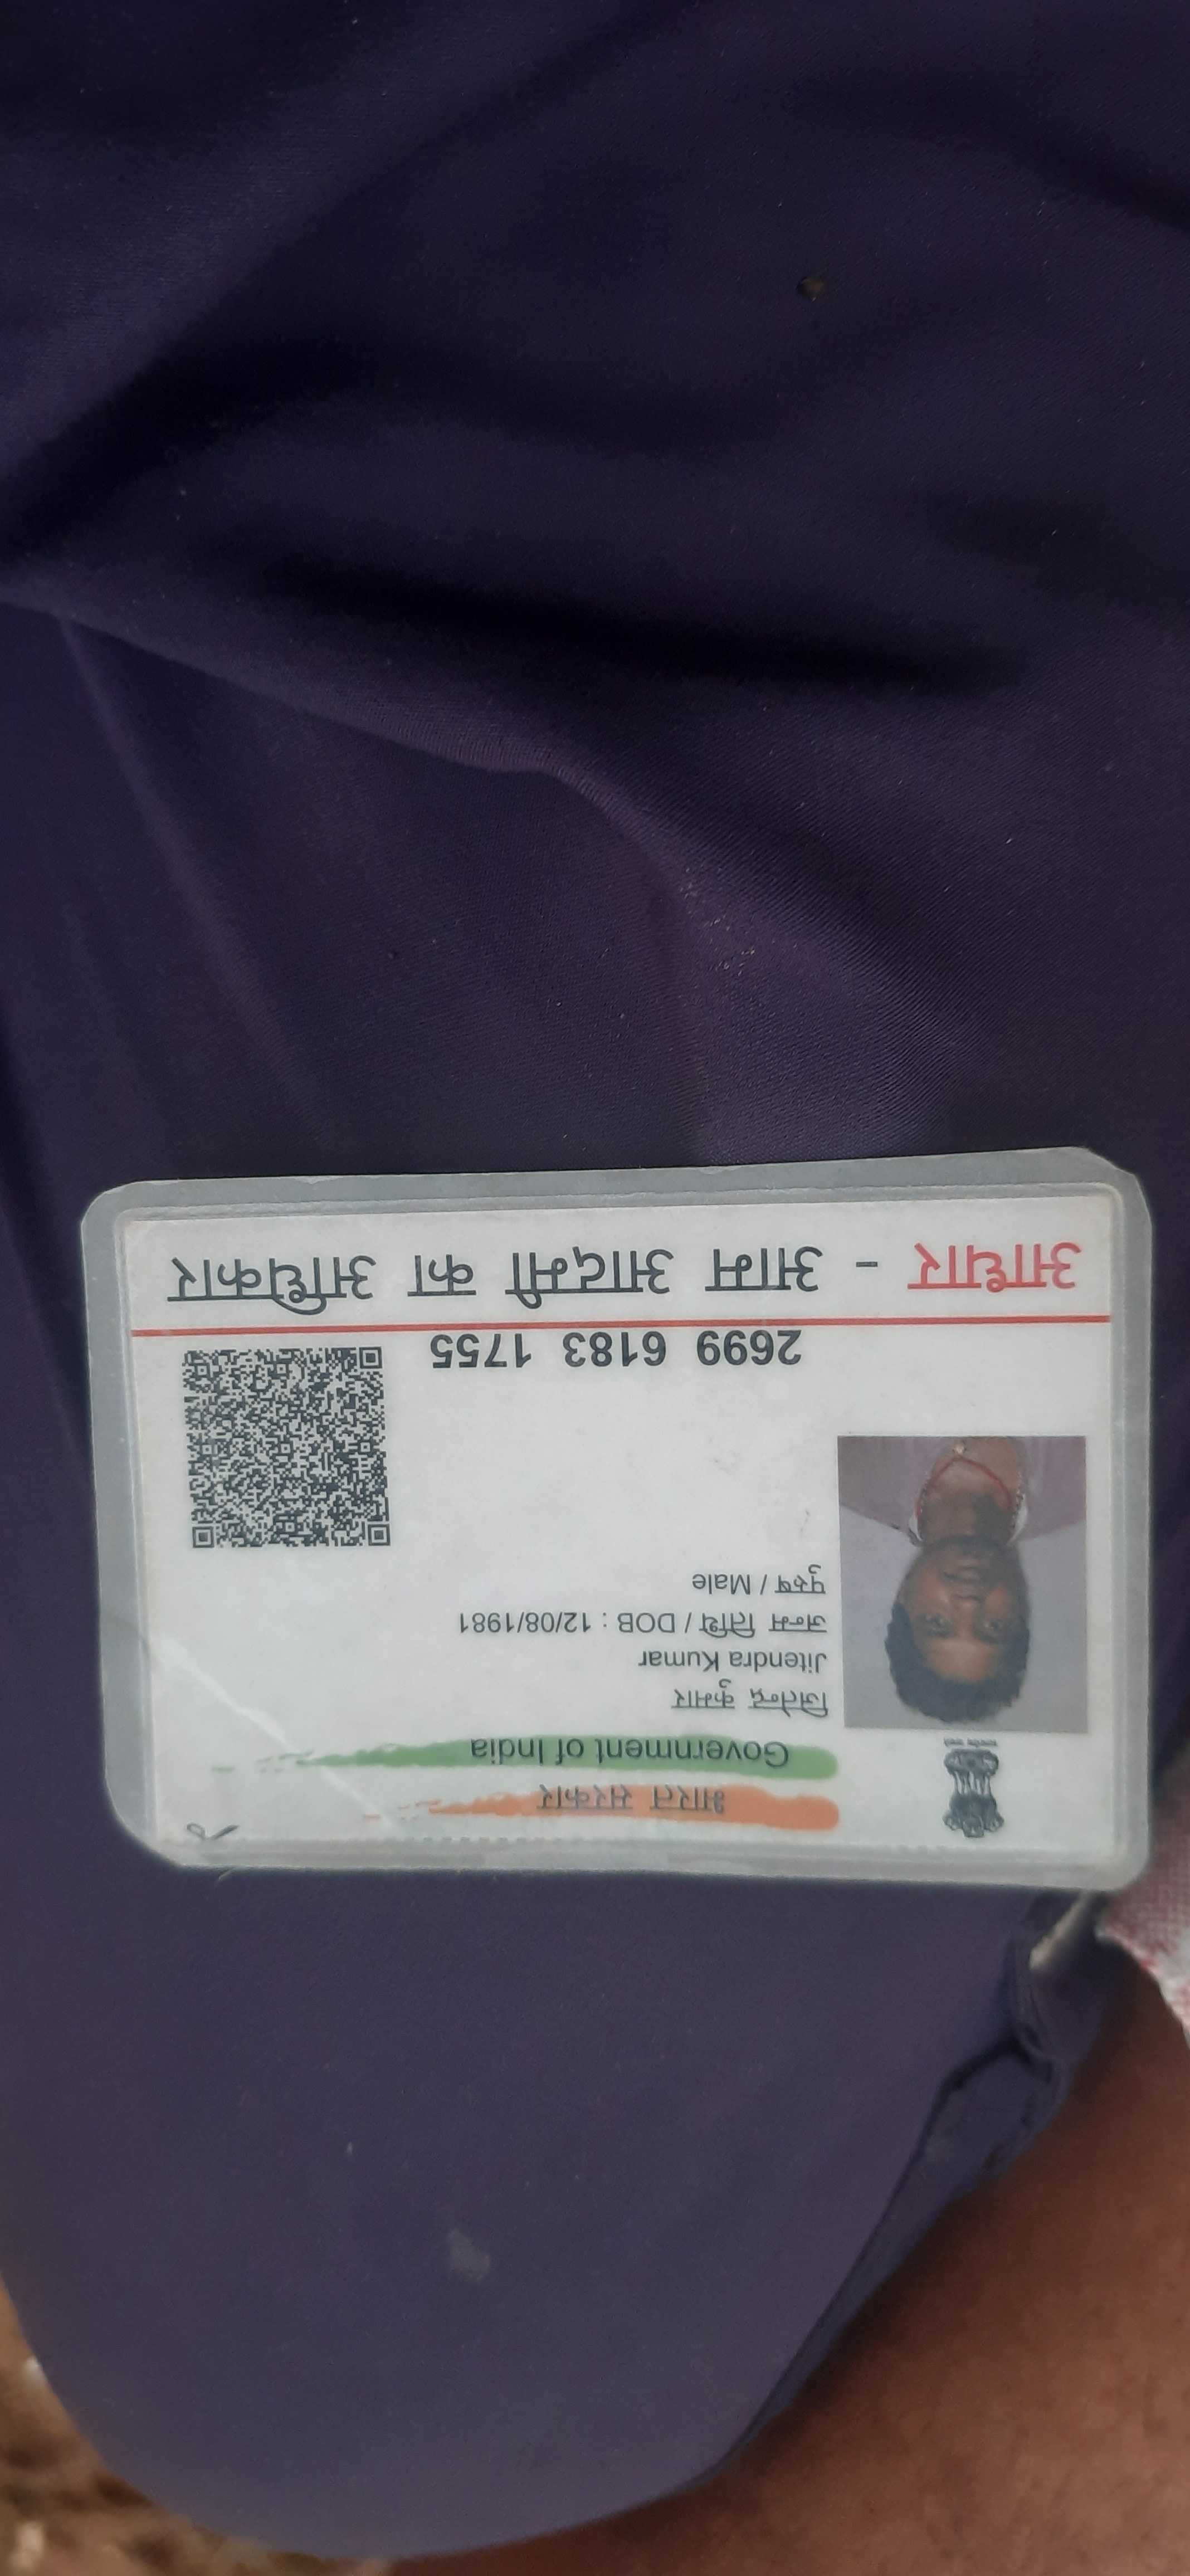 भारत सरकार
Government of India
जितेन्द्र कुमार
Jitendra Kumar
जन्म तिथि / DOB : 12/08/1981
पुरुष / Male
2699 6183 1755
आधार - आम आदमी का अधिकार